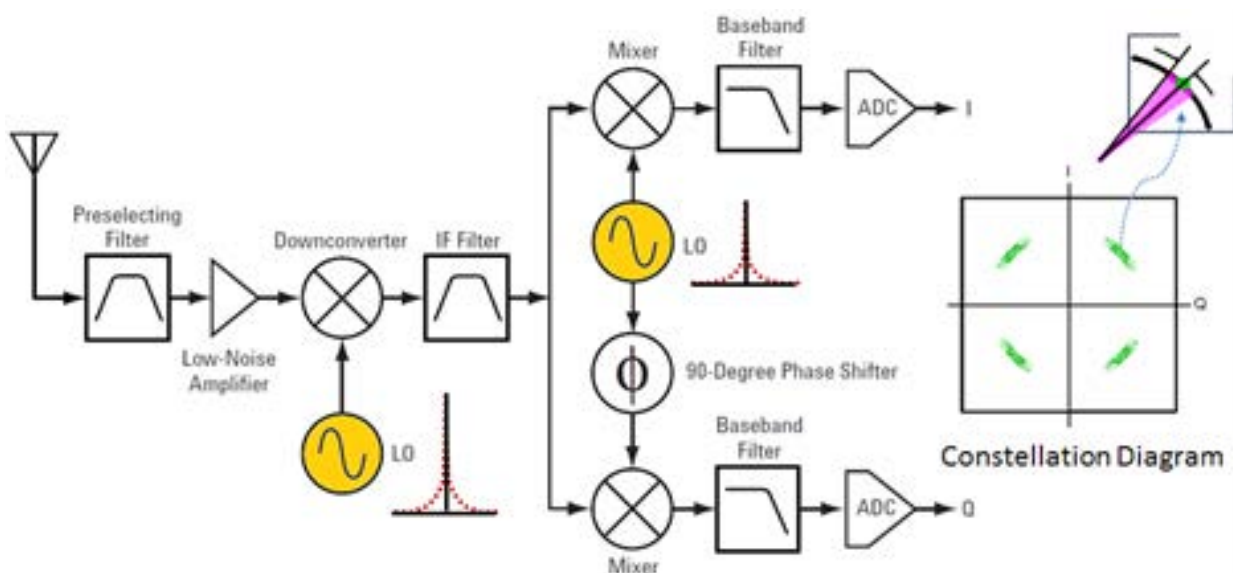 Preselecting
Filter
Low-Noise
Amplifier
Downconverter
LO
IF Filter
Mixer
Baseband
Filter
ADC
I
LO
90-Degree Phase Shifter
Mixer
Baseband
Filter
ADC
Q
I
Q
Constellation Diagram